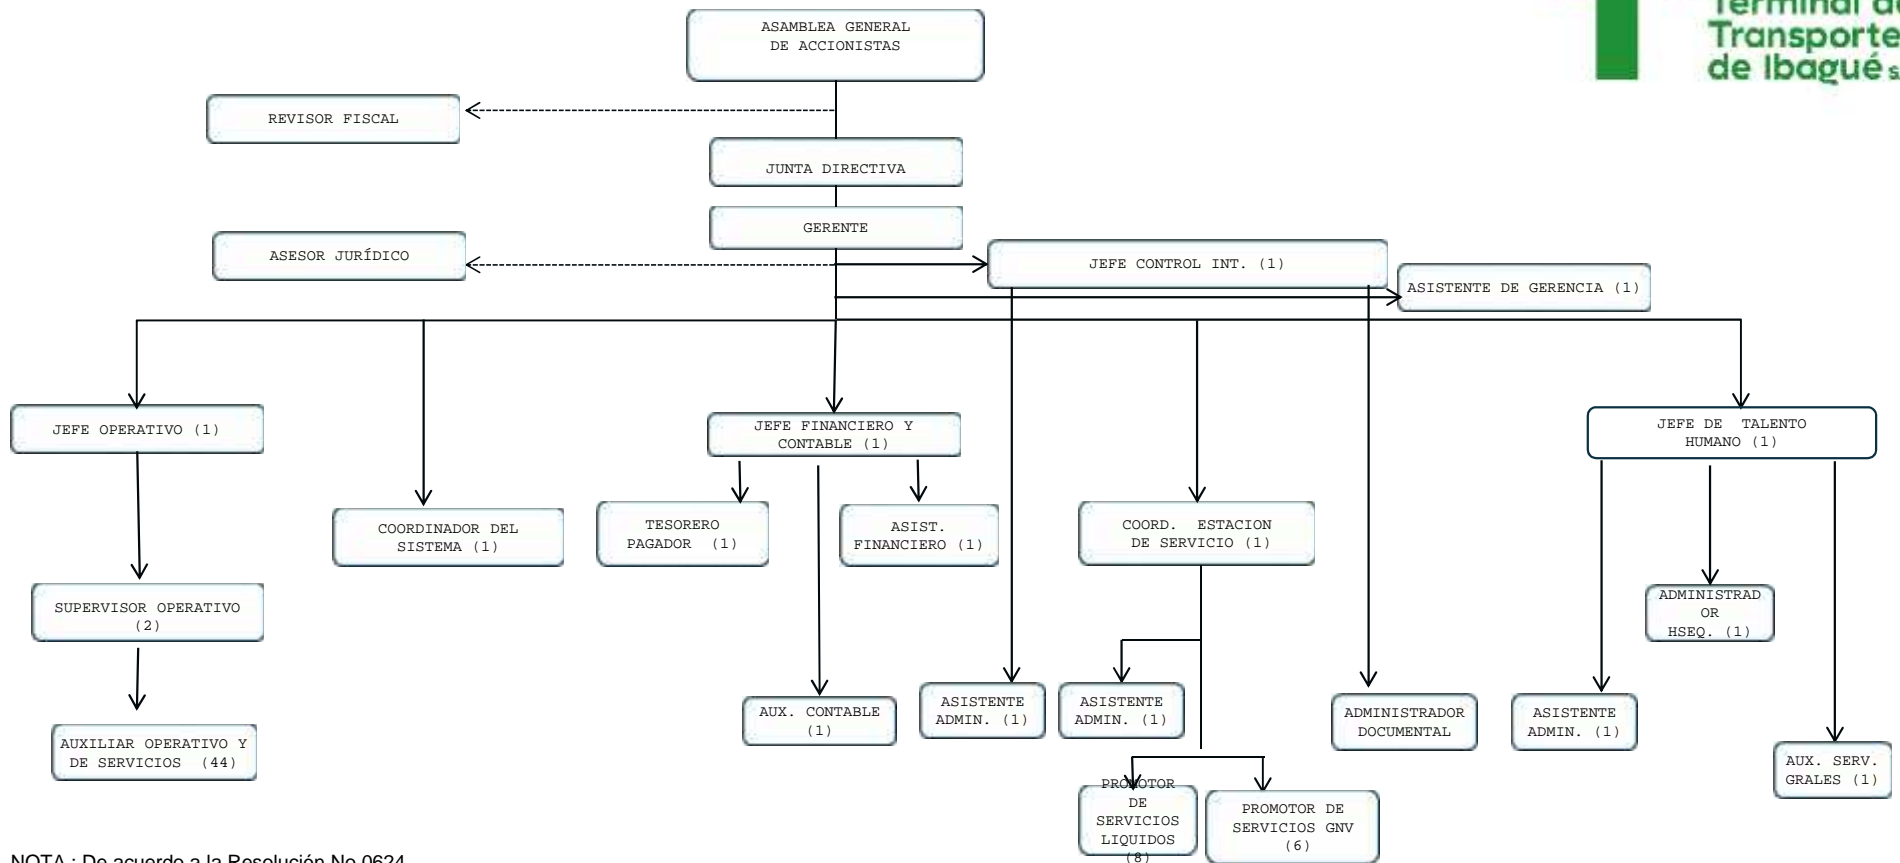 Terminal de
Transporte
de Ibagué
ASAMBLEA GENERAL
DE ACCIONISTAS
REVISOR FISCAL
JUNTA DIRECTIVA
GERENTE
ASESOR JURÍDICO
JEFE CONTROL INT. (1)
ASISTENTE DE GERENCIA (1)
JEFE OPERATIVO (1)
JEFE FINANCIERO Y
CONTABLE (1)
JEFE DE TALENTO
HUMANO (1)
COORDINADOR DEL
SISTEMA (1)
TESORERO
PAGADOR (1)
ASIST.
FINANCIERO (1)
COORD. ESTACION
DE SERVICIO (1)
SUPERVISOR OPERATIVO
(2)
ADMINISTRAD
OR
HSEQ. (1)
AUX. CONTABLE
(1)
ASISTENTE
ADMIN. (1)
ASISTENTE
ADMIN. (1)
ADMINISTRADOR
DOCUMENTAL
ASISTENTE
ADMIN. (1)
AUXILIAR OPERATIVO Y
DE SERVICIOS (44)
AUX. SERV.
GRALES (1)
PROMOTOR
DE
SERVICIOS
LIQUIDOS
(8)
PROMOTOR DE
SERVICIOS GNV
(6)
NOTA : De acuerdo a la Resolución No 0624